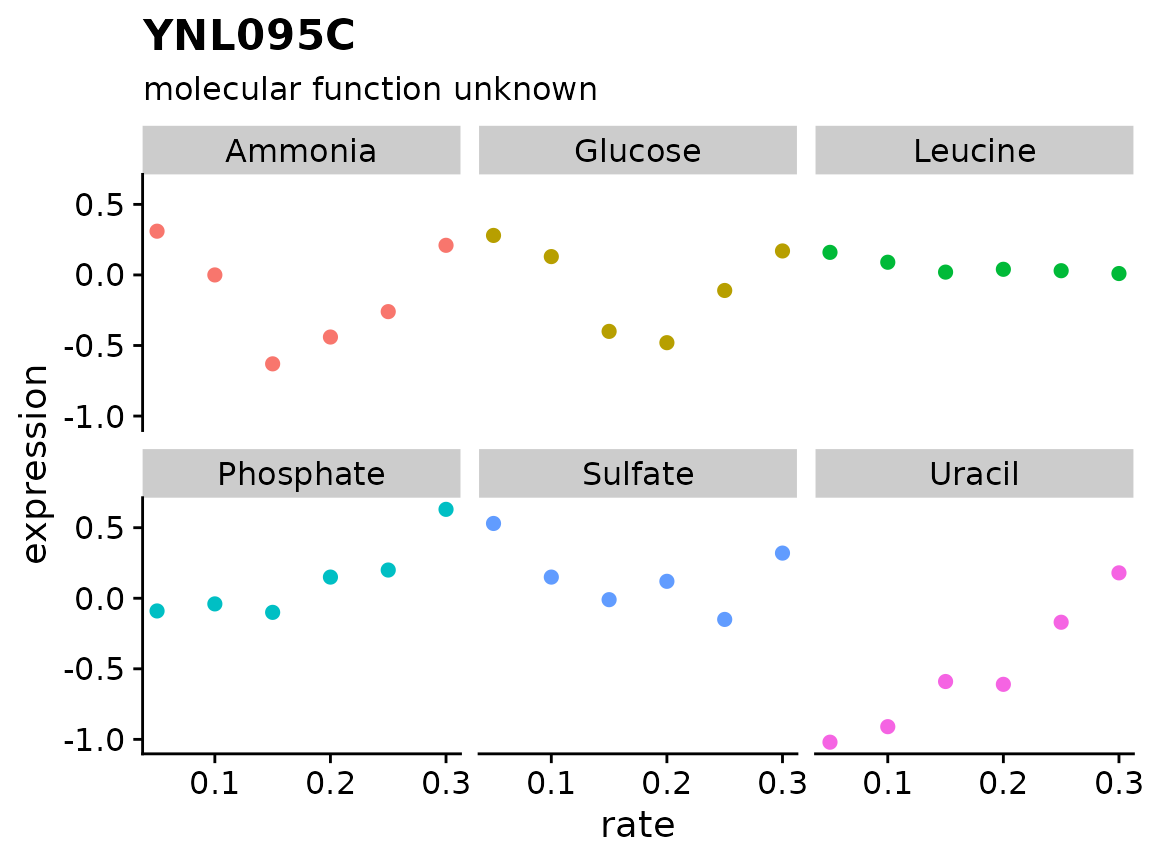 YNL095C
molecular function unknown
Ammonia Glucose Leucine
0.5
0.0
-0.5
-1.0
expression
Phosphate Sulfate Uracil
0.5
0.0
-0.5
-1.0
0.1 0.2 0.3 0.1 0.2 0.3 0.1 0.2 0.3
rate